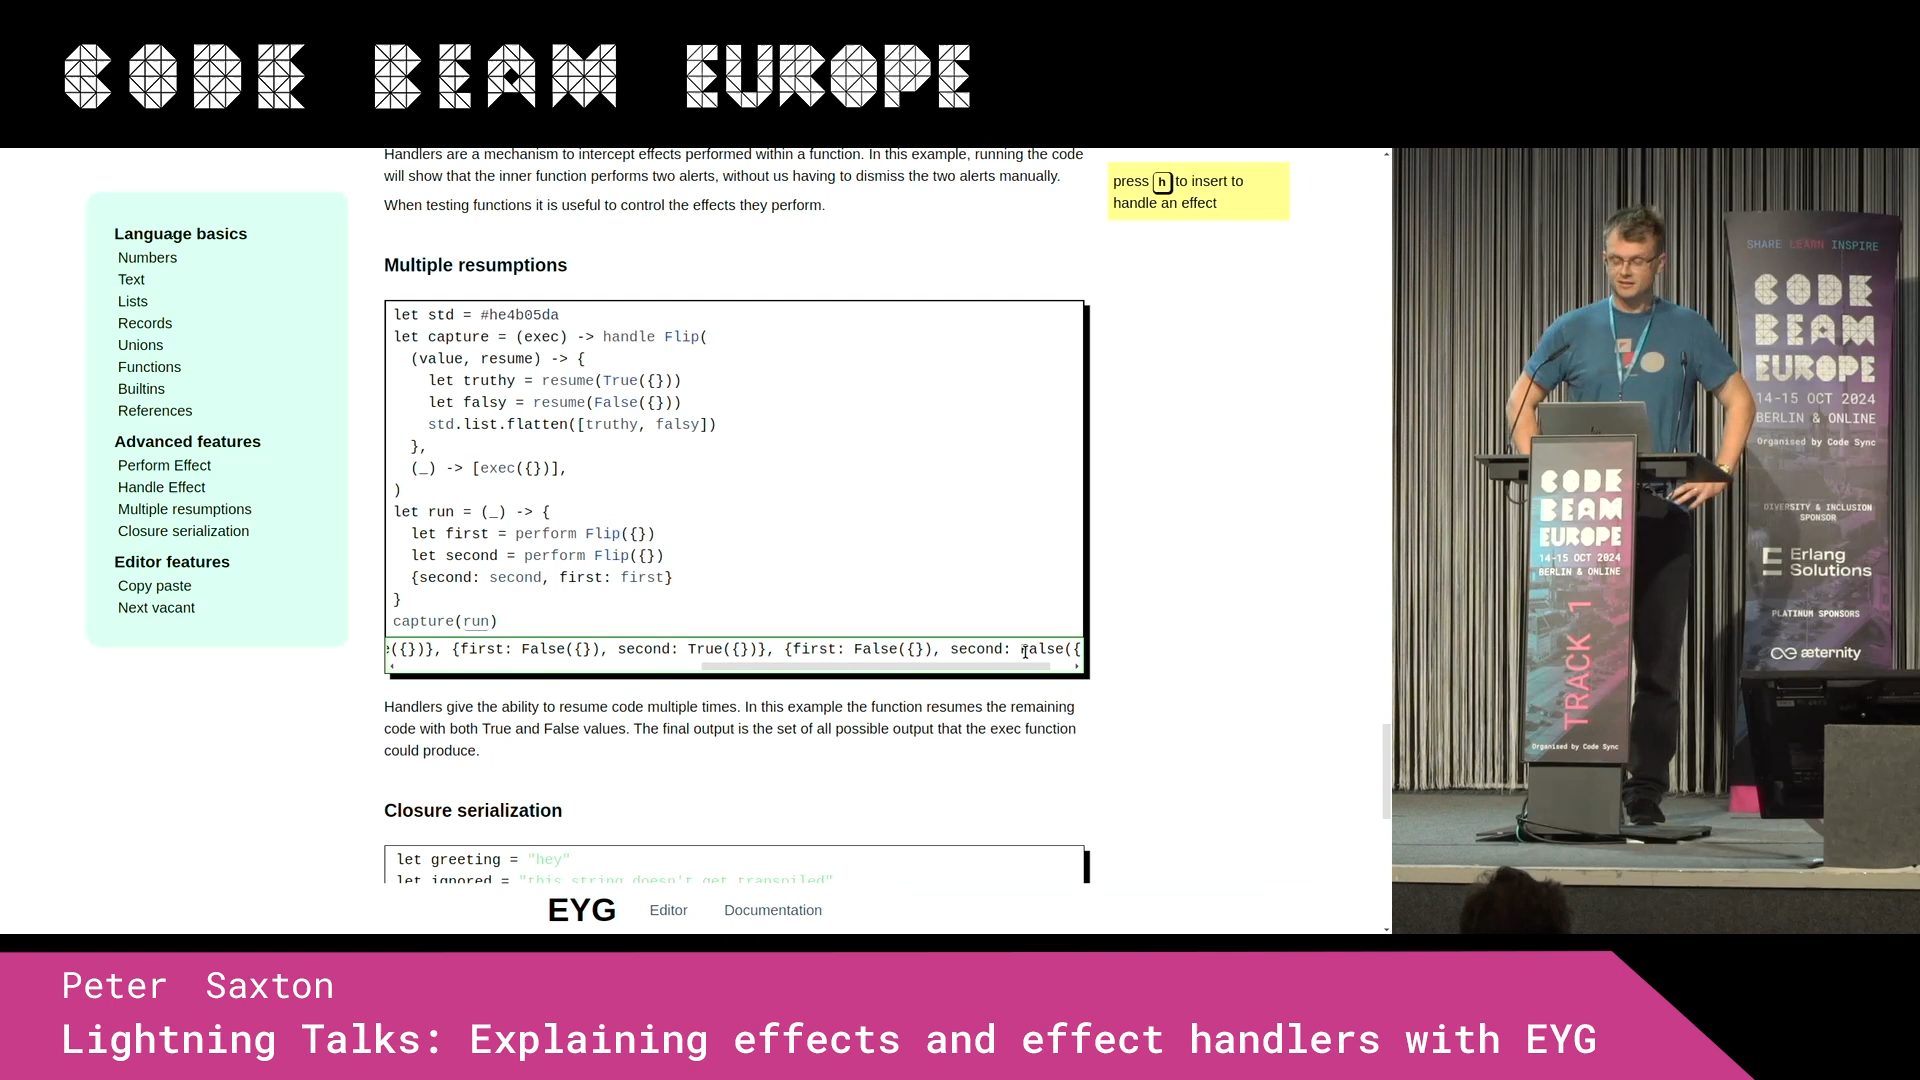 CODE BEAM EUROPE
Handlers are a mechanism to intercept effects performed within a function. In this example, running the code
will show that the inner function performs two alerts, without us having to dismiss the two alerts manually.
When testing functions it is useful to control the effects they perform.
press h to insert to
handle an effect
Language basics
Numbers
Text
Lists
Records
Unions
Functions
Builtins
References
Advanced features
Perform Effect
Handle Effect
Multiple resumptions
Closure serialization
Editor features
Copy paste
Next vacant
Multiple resumptions
let std = #he4b05da
let capture = (exec) -> handle Flip(
(value, resume) -> {
let truthy = resume(True({}))
let falsy = resume(False({}))
std.list.flatten([truthy, falsy])
},
(_) -> [exec({})],
)
let run = (_) -> {
let first = perform Flip({})
let second = perform Flip({})
{second: second, first: first}
}
capture(run)
({})}, {first: False({}), second: True({})}, {first: False({}), second: False({
Handlers give the ability to resume code multiple times. In this example the function resumes the remaining
code with both True and False values. The final output is the set of all possible output that the exec function
could produce.
Closure serialization
let greeting = "hey"
let ignored = "this string doesn't get transpiled"
EYG Editor Documentation
SHARE LEARN INSPIRE
CODE
BEAM
EUROPE
14-15 OCT 2024
BERLIN & ONLINE
Organised by Code Sync
DIVERSITY & INCLUSION
SPONSOR
Erlang
Solutions
PLATINUM SPONSORS
æternity
CODE
BEAM
EUROPE
14-15 OCT 2024
BERLIN & ONLINE
TRACK 1
Organised by Code Sync
Peter Saxton
Lightning Talks: Explaining effects and effect handlers with EYG